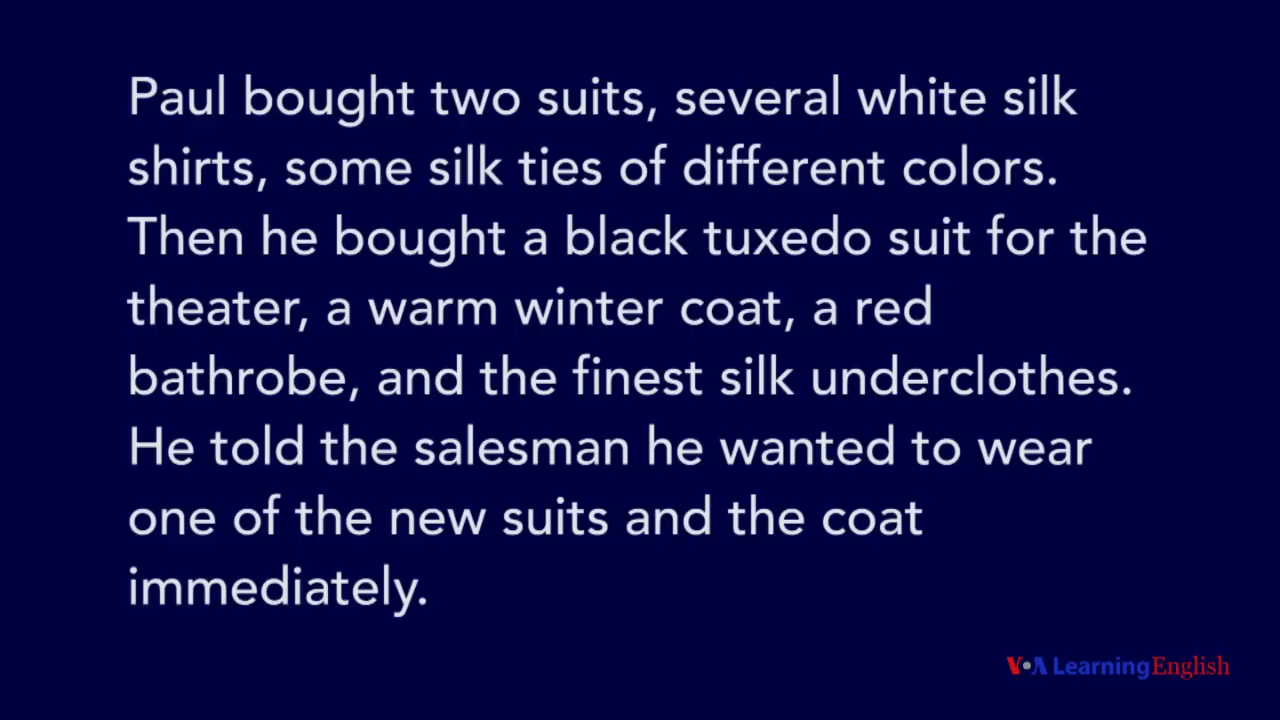 Paul bought two suits, several white silk
shirts, some silk ties of different colors.
Then he bought a black tuxedo suit for the
theater, a warm winter coat, a red
bathrobe, and the finest silk underclothes.
He told the salesman he wanted to wear
one of the new suits and the coat
immediately.
VOA Learning English